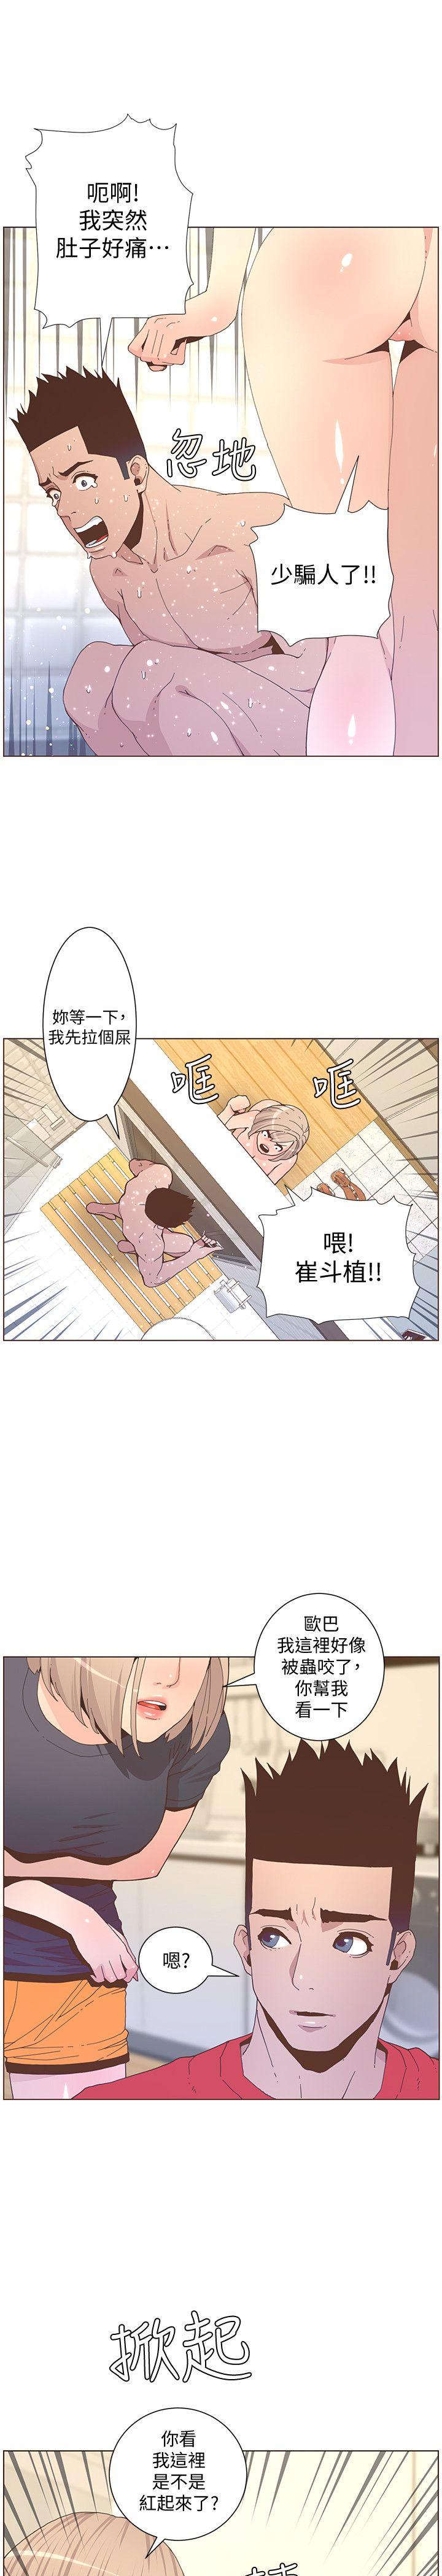 呃啊!
我突然
肚子好痛…
忽地
少騙人了!!
妳等一下,
我先拉個屎
哐
哐
喂!
崔斗植!!
歐巴
我這裡好像
被蟲咬了,
你幫我
看一下
嗯?
掀起
你看
我這裡
是不是
紅起來了?